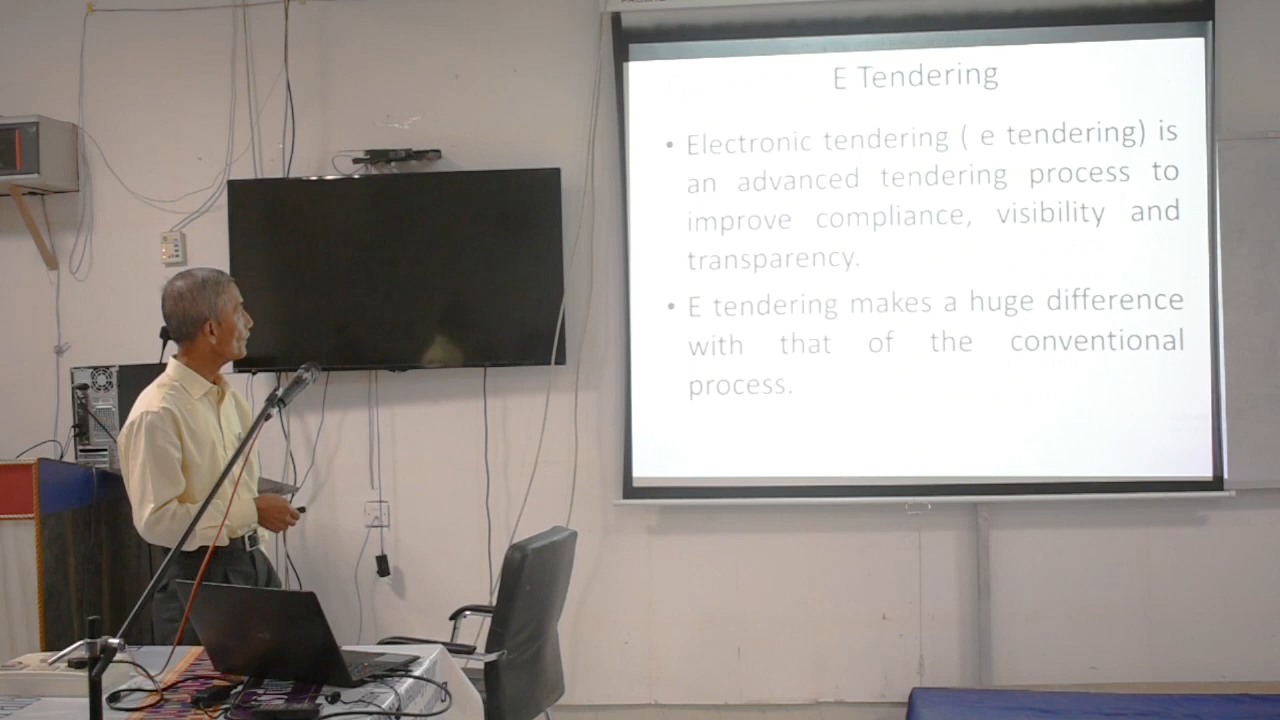 E Tendering
• Electronic tendering ( e tendering) is
an advanced tendering process to
improve compliance, visibility and
transparency.
• E tendering makes a huge difference
with that of the conventional
process.